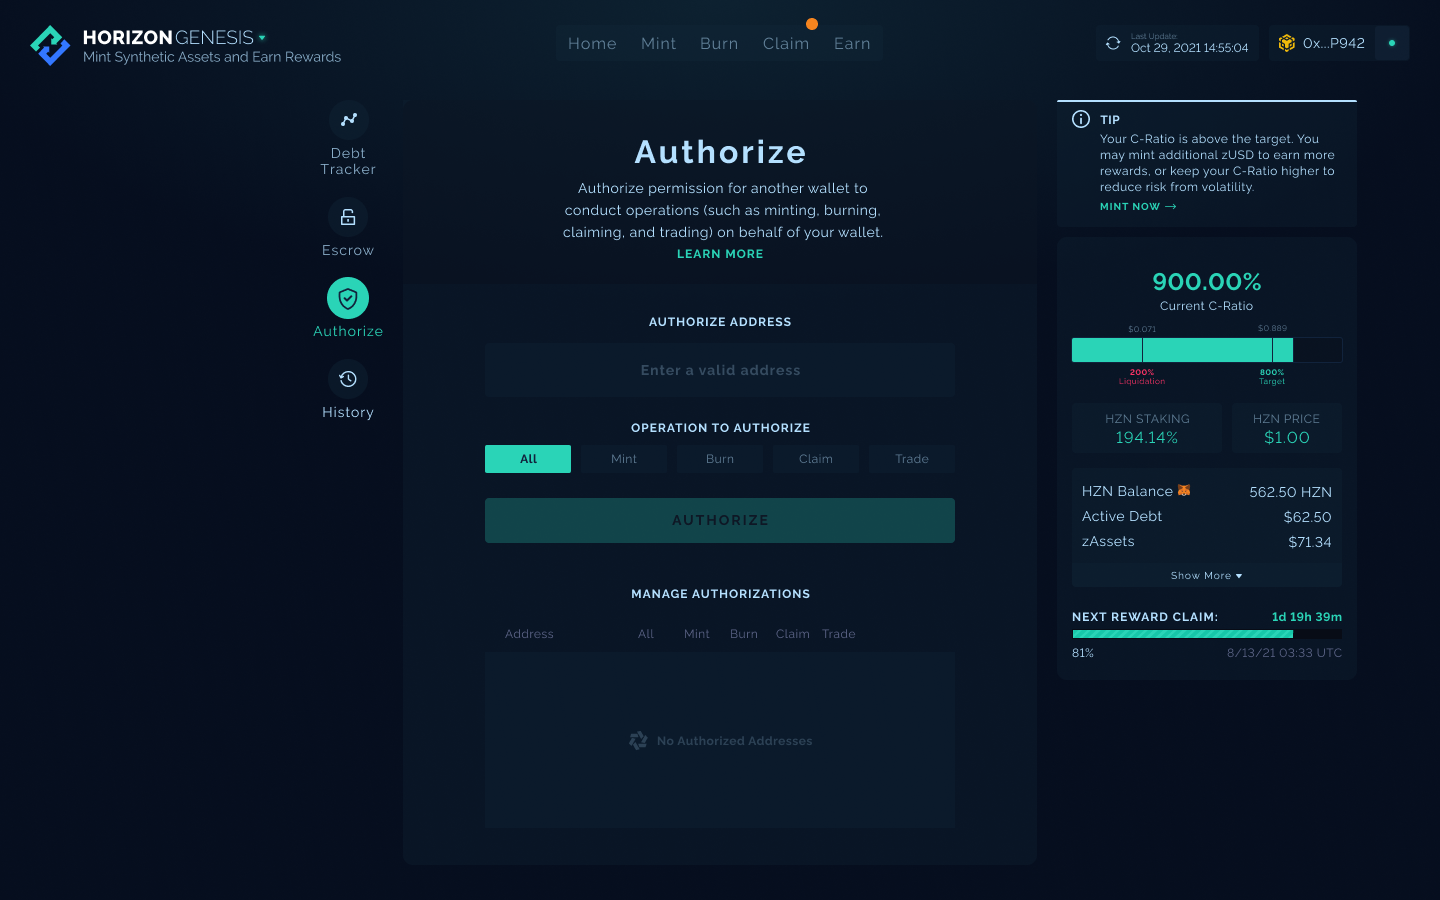 HORIZON GENESIS
Mint Synthetic Assets and Earn Rewards
Home Mint Burn Claim Earn
Last Update:
Oct 29, 2021 14:55:04
0x...P942
Debt
Tracker
Escrow
Authorize
History
Authorize
Authorize permission for another wallet to
conduct operations (such as minting, burning,
claiming, and trading) on behalf of your wallet.
LEARN MORE
AUTHORIZE ADDRESS
Enter a valid address
OPERATION TO AUTHORIZE
All Mint Burn Claim Trade
AUTHORIZE
MANAGE AUTHORIZATIONS
Address All Mint Burn Claim Trade
No Authorized Addresses
TIP
Your C-Ratio is above the target. You
may mint additional zUSD to earn more
rewards, or keep your C-Ratio higher to
reduce risk from volatility.
MINT NOW →
900.00%
Current C-Ratio
$0.071 $0.889
200% 800%
Liquidation Target
HZN STAKING HZN PRICE
194.14% $1.00
HZN Balance 562.50 HZN
Active Debt $62.50
zAssets $71.34
Show More
NEXT REWARD CLAIM: 1d 19h 39m
81% 8/13/21 03:33 UTC